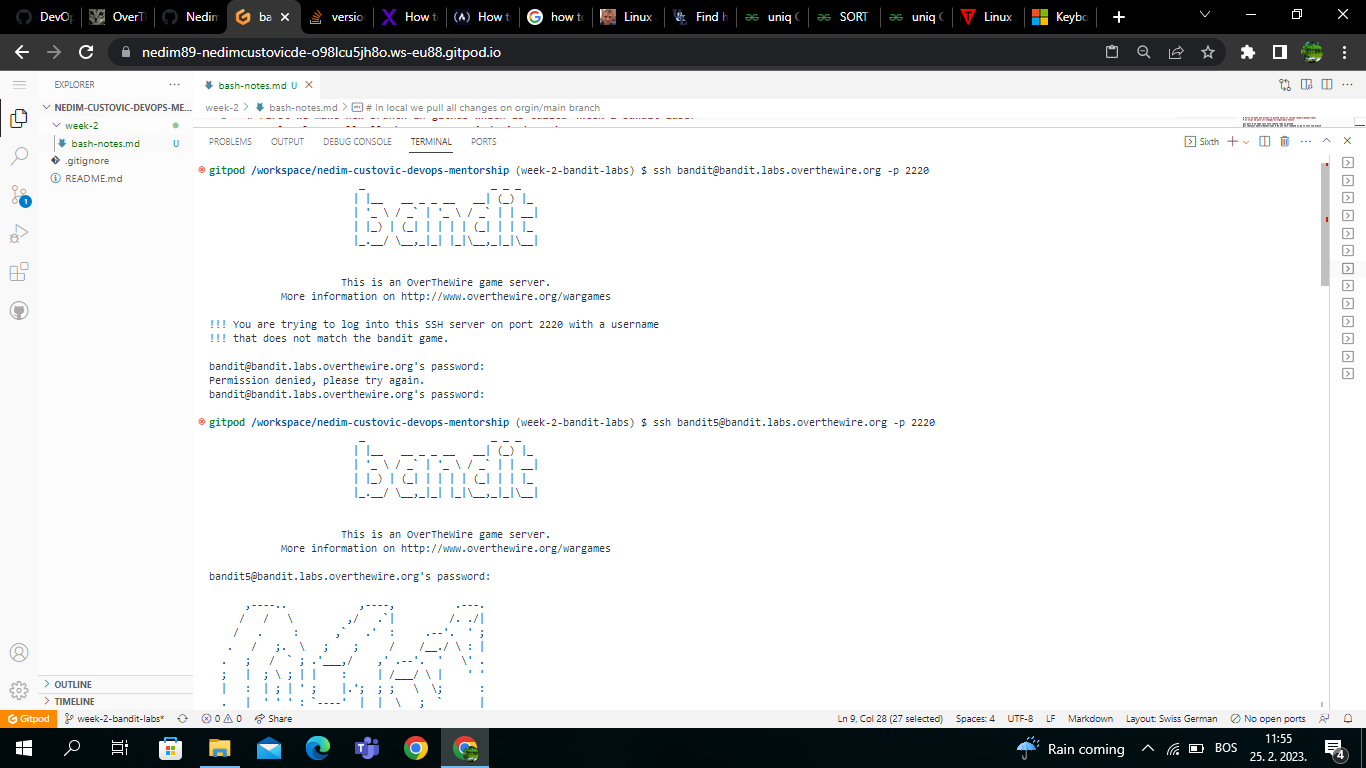 DevO
OverT
Nedim
ba
versio
How t
How t
how to
Linux
Find h
uniq C
SORT
uniq C
Linux
Keybo
nedim89-nedimcustovicde-o98lcu5jh8o.ws-eu88.gitpod.io
EXPLORER
NEDIM-CUSTOVIC-DEVOPS-ME...
week-2
bash-notes.md U
.gitignore
README.md
OUTLINE
TIMELINE
1
bash-notes.md U
week-2 > bash-notes.md > # In local we pull all changes on orgin/main branch
PROBLEMS OUTPUT DEBUG CONSOLE TERMINAL PORTS
Sixth
gitpod /workspace/nedim-custovic-devops-mentorship (week-2-bandit-labs) $ ssh bandit@bandit.labs.overthewire.org -p 2220
bandit
This is an OverTheWire game server.
More information on http://www.overthewire.org/wargames
!!! You are trying to log into this SSH server on port 2220 with a username
!!! that does not match the bandit game.
bandit@bandit.labs.overthewire.org's password:
Permission denied, please try again.
bandit@bandit.labs.overthewire.org's password:
gitpod /workspace/nedim-custovic-devops-mentorship (week-2-bandit-labs) $ ssh bandit5@bandit.labs.overthewire.org -p 2220
bandit
This is an OverTheWire game server.
More information on http://www.overthewire.org/wargames
bandit5@bandit.labs.overthewire.org's password:
Gitpod
week-2-bandit-labs*
0 0
Share
Ln 9, Col 28 (27 selected)
Spaces: 4
UTF-8
LF
Markdown
Layout: Swiss German
No open ports
Rain coming
BOS
11:55
25. 2. 2023.
4